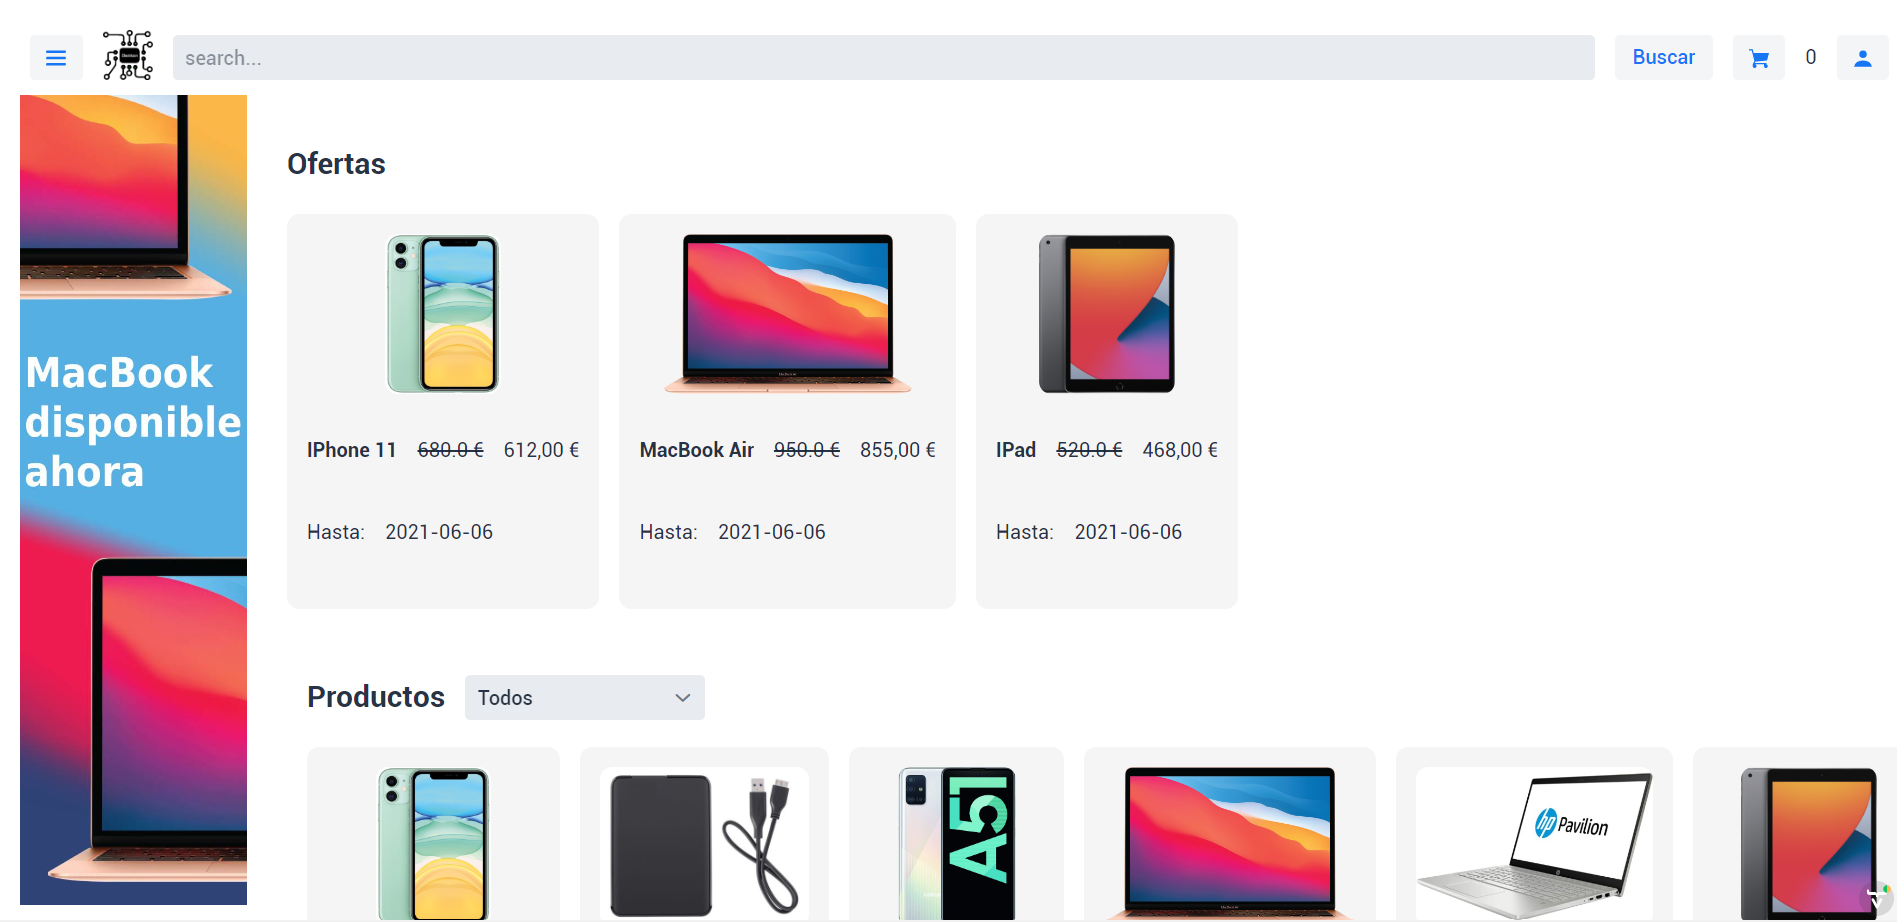 search...
Buscar
0
MacBook
disponible
ahora
Ofertas
IPhone 11 680.0 € 612,00 €
Hasta: 2021-06-06
MacBook Air 950.0 € 855,00 €
Hasta: 2021-06-06
IPad 520.0 € 468,00 €
Hasta: 2021-06-06
Productos
Todos
A51
hp Pavilion